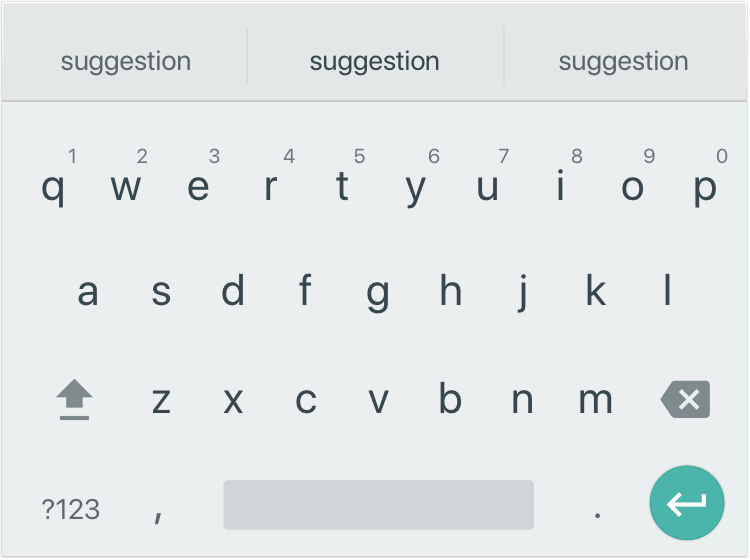 suggestion suggestion suggestion
1 2 3 4 5 6 7 8 9 0
q w e r t y u i o p
a s d f g h j k l
z x c v b n m
?123 , .